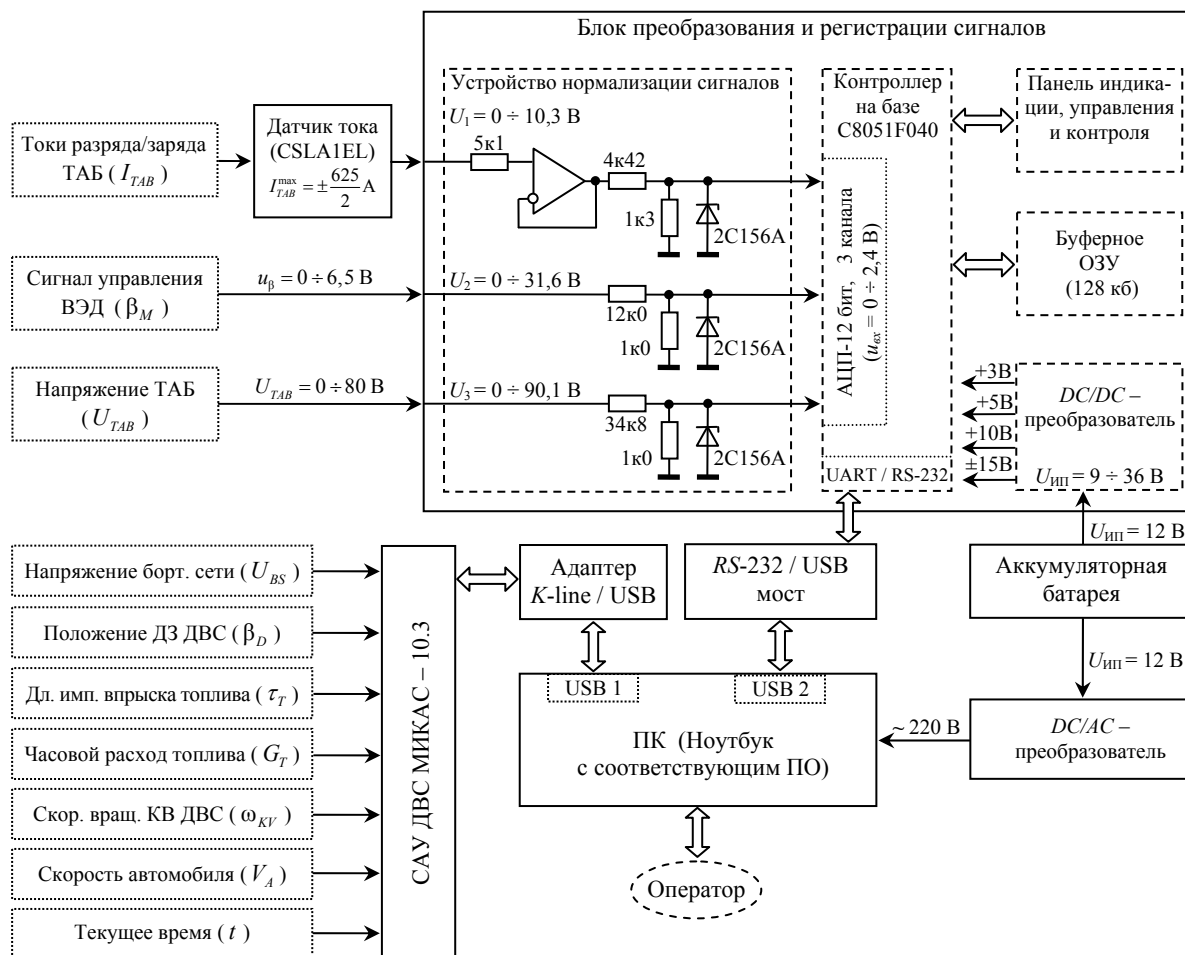 Блок преобразования и регистрации сигналов
Устройство нормализации сигналов
Контроллер
на базе
C8051F040
Панель индика-
ции, управления
и контроля
Токи разряда/заряда
ТАБ (I_TAB)
Датчик тока
(CSLA1EL)
I_TAB^max = ± 625/2 А
U₁ = 0 ÷ 10,3 В
5к1
4к42
1к3
2С156А
АЦП-12 бит, 3 канала
(u_вх = 0 ÷ 2,4 В)
Буферное
ОЗУ
(128 кб)
Сигнал управления
ВЭД (β_M)
u_β = 0 ÷ 6,5 В
U₂ = 0 ÷ 31,6 В
12к0
1к0
2С156А
Напряжение ТАБ
(U_TAB)
U_TAB = 0 ÷ 80 В
U₃ = 0 ÷ 90,1 В
34к8
1к0
2С156А
+3В
+5В
+10В
±15В
DC/DC –
преобразователь
U_ИП = 9 ÷ 36 В
UART / RS-232
U_ИП = 12 В
Напряжение борт. сети (U_BS)
Положение ДЗ ДВС (β_D)
Дл. имп. впрыска топлива (τ_T)
Часовой расход топлива (G_T)
Скор. вращ. КВ ДВС (ω_KV)
Скорость автомобиля (V_A)
Текущее время (t)
САУ ДВС МИКАС – 10.3
Адаптер
K-line / USB
RS-232 / USB
мост
Аккумуляторная
батарея
U_ИП = 12 В
USB 1
USB 2
ПК (Ноутбук
с соответствующим ПО)
~ 220 В
DC/AC –
преобразователь
Оператор